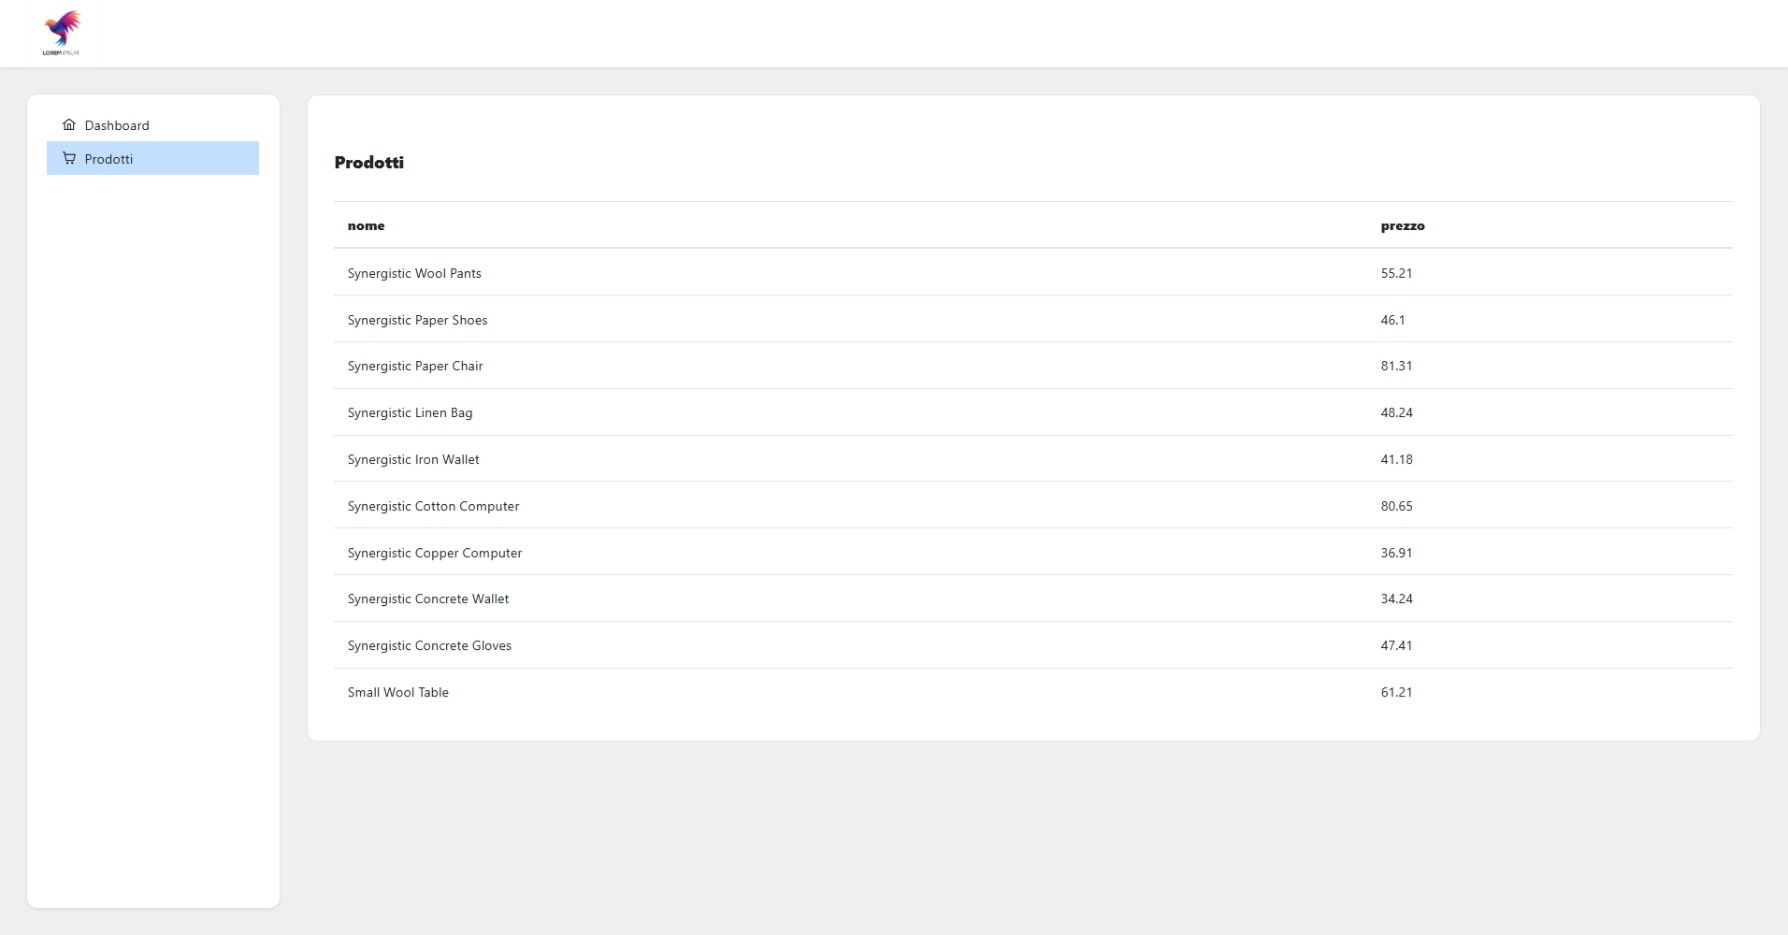 LOREM IPSUM
Dashboard
Prodotti
Prodotti
nome prezzo
Synergistic Wool Pants 55.21
Synergistic Paper Shoes 46.1
Synergistic Paper Chair 81.31
Synergistic Linen Bag 48.24
Synergistic Iron Wallet 41.18
Synergistic Cotton Computer 80.65
Synergistic Copper Computer 36.91
Synergistic Concrete Wallet 34.24
Synergistic Concrete Gloves 47.41
Small Wool Table 61.21